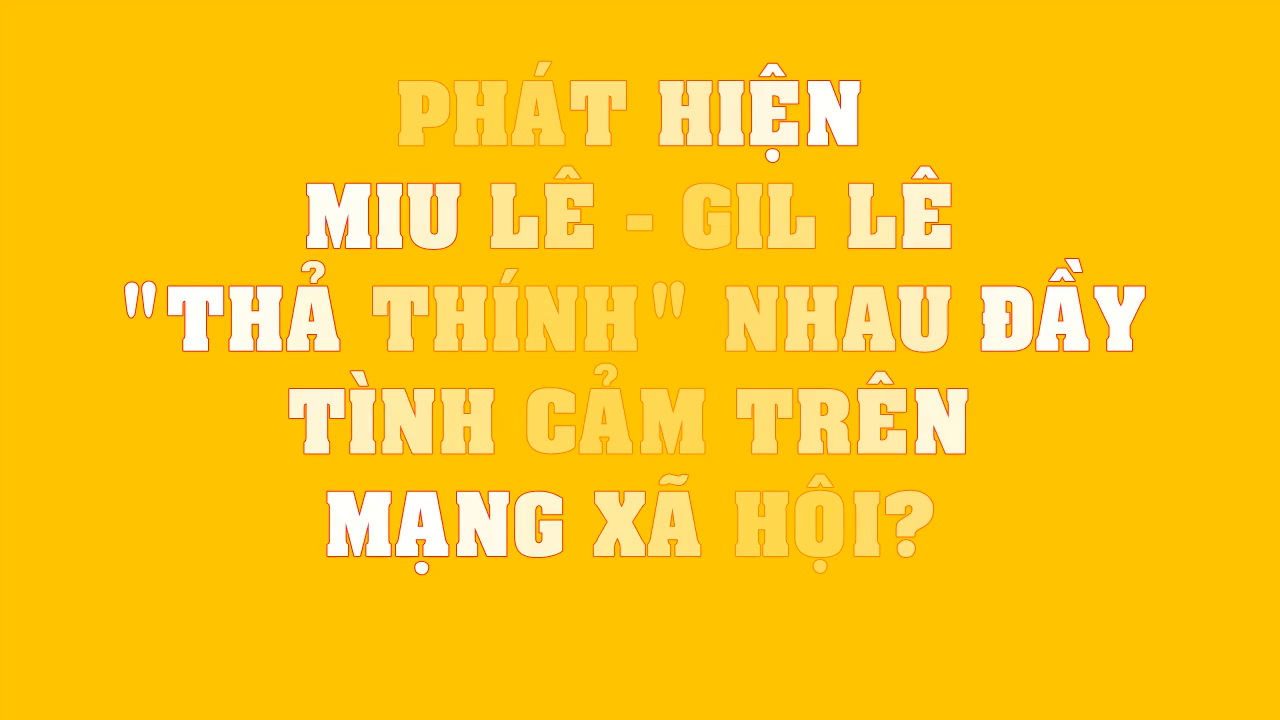 PHÁT HIỆN
MIU LÊ - GIL LÊ
"THẢ THÍNH" NHAU ĐẦY
TÌNH CẢM TRÊN
MẠNG XÃ HỘI?